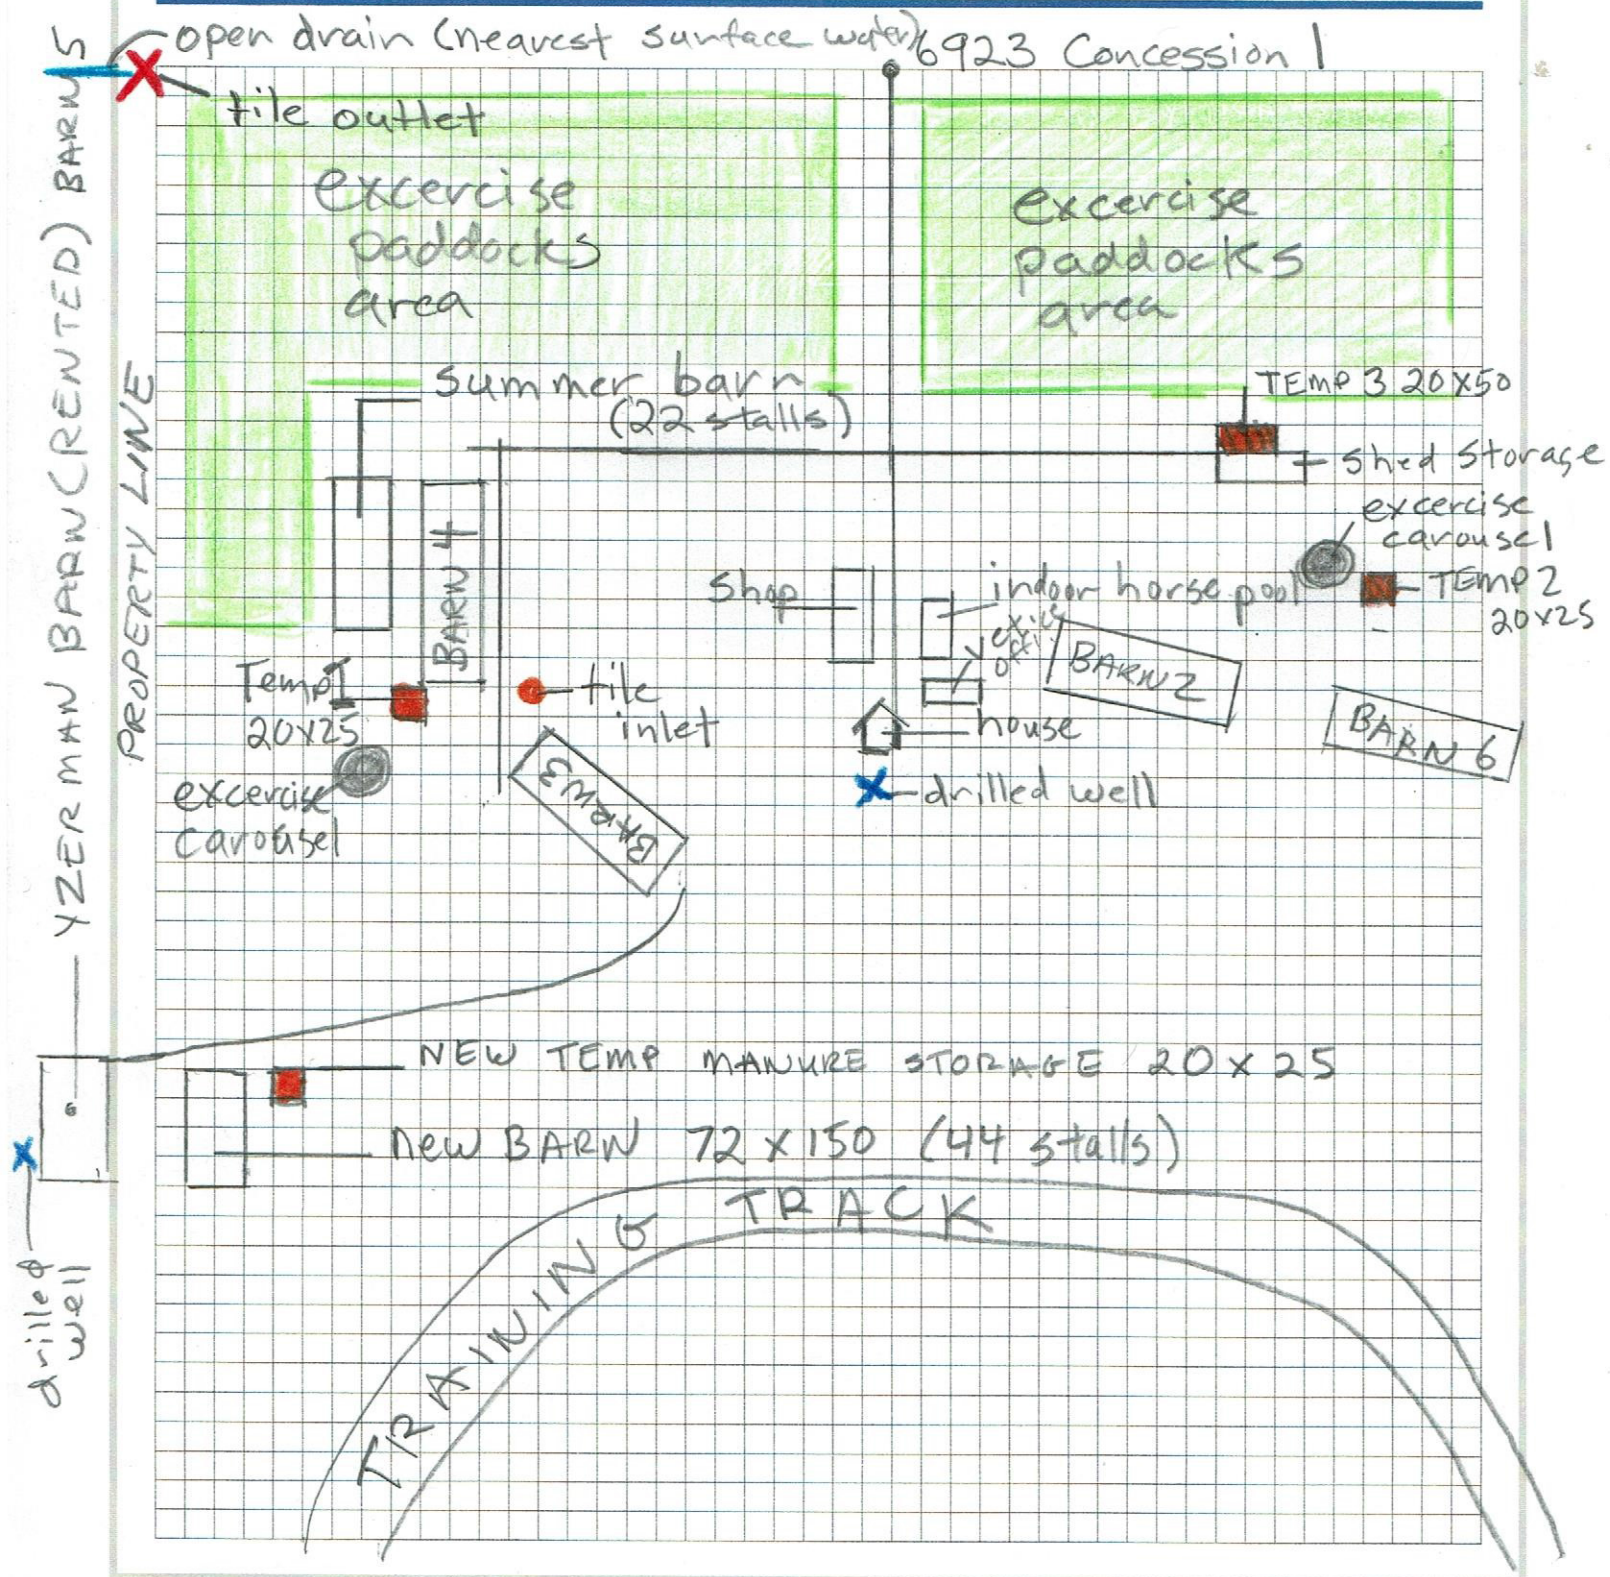 open drain (nearest surface water)
6923 Concession 1
tile outlet
excercise
paddocks
area
excercise
paddocks
area
summer barn
(22 stalls)
TEMP 3 20x50
shed storage
excercise
carousel
TEMP 2
20x25
YZERMAN BARN (RENTED) BARN 5
PROPERTY LINE
BARN 4
shop
indoor horse pool
BARN 2
BARN 6
Temp 1
20x25
tile
inlet
house
drilled well
excercise
carousel
BARN 3
NEW TEMP MANURE STORAGE 20 x 25
new BARN 72 x 150 (44 stalls)
drilled
well
TRAINING TRACK